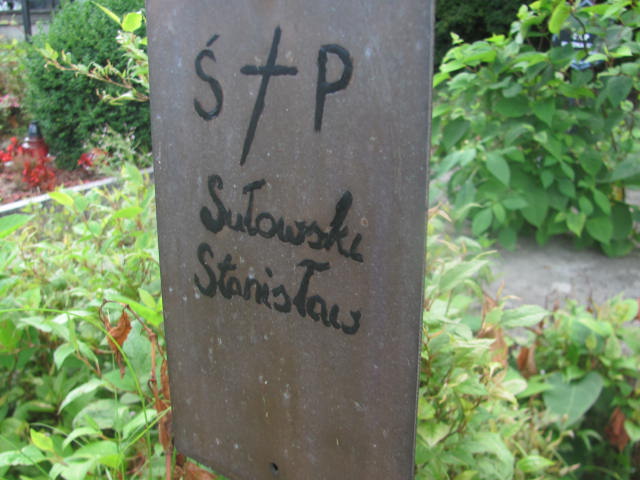 Ś † P
Sułowski
Stanisław